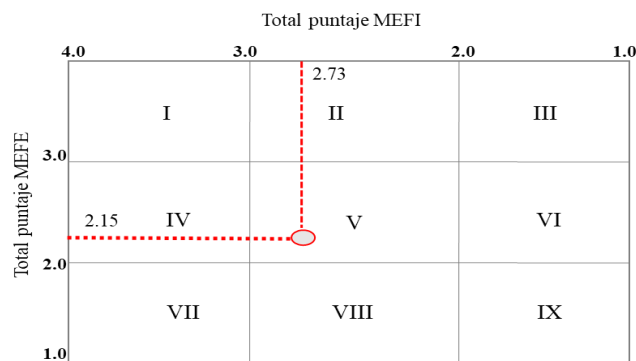 Total puntaje MEFI
4.0 3.0 2.0 1.0
2.73
I II III
Total puntaje MEFE
3.0
2.15
IV V VI
2.0
VII VIII IX
1.0